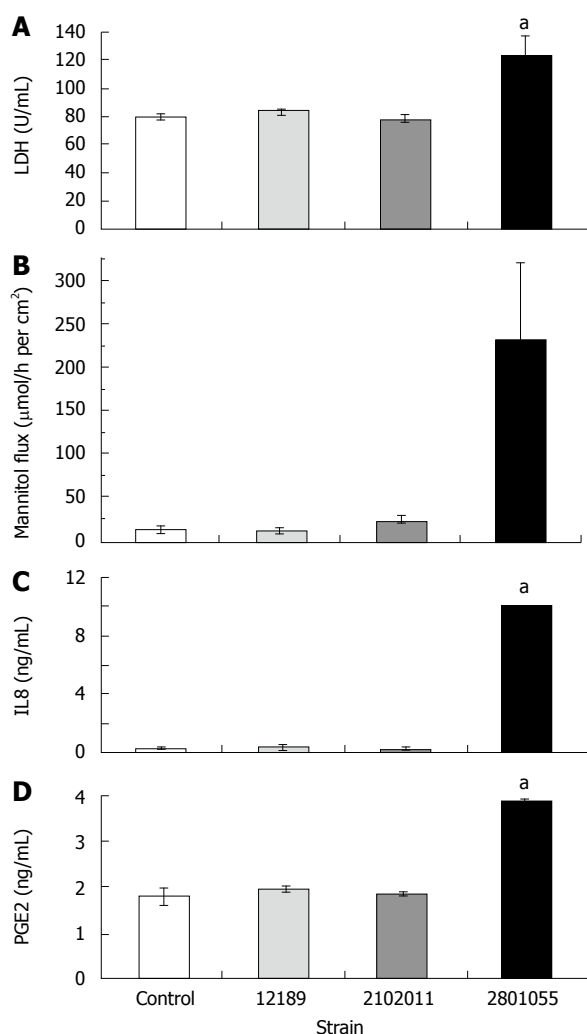 A
140
a
120
100
80
60
40
20
0
LDH (U/mL)
B
300
250
200
150
100
50
0
Mannitol flux (μmol/h per cm²)
C
12
a
8
4
0
IL8 (ng/mL)
D
4
a
3
2
1
0
PGE2 (ng/mL)
Control 12189 2102011 2801055
Strain